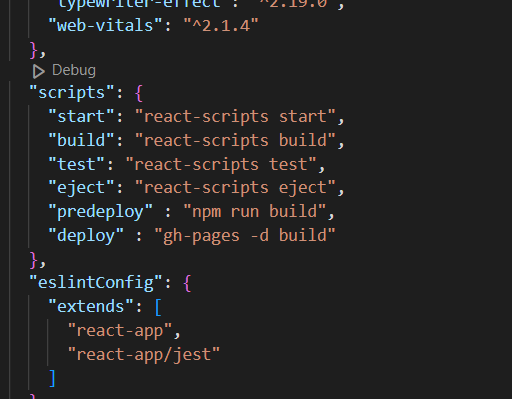 "typewriter-effect": "^2.19.0",
"web-vitals": "^2.1.4"
},
Debug
"scripts": {
"start": "react-scripts start",
"build": "react-scripts build",
"test": "react-scripts test",
"eject": "react-scripts eject",
"predeploy" : "npm run build",
"deploy" : "gh-pages -d build"
},
"eslintConfig": {
"extends": [
"react-app",
"react-app/jest"
]
}